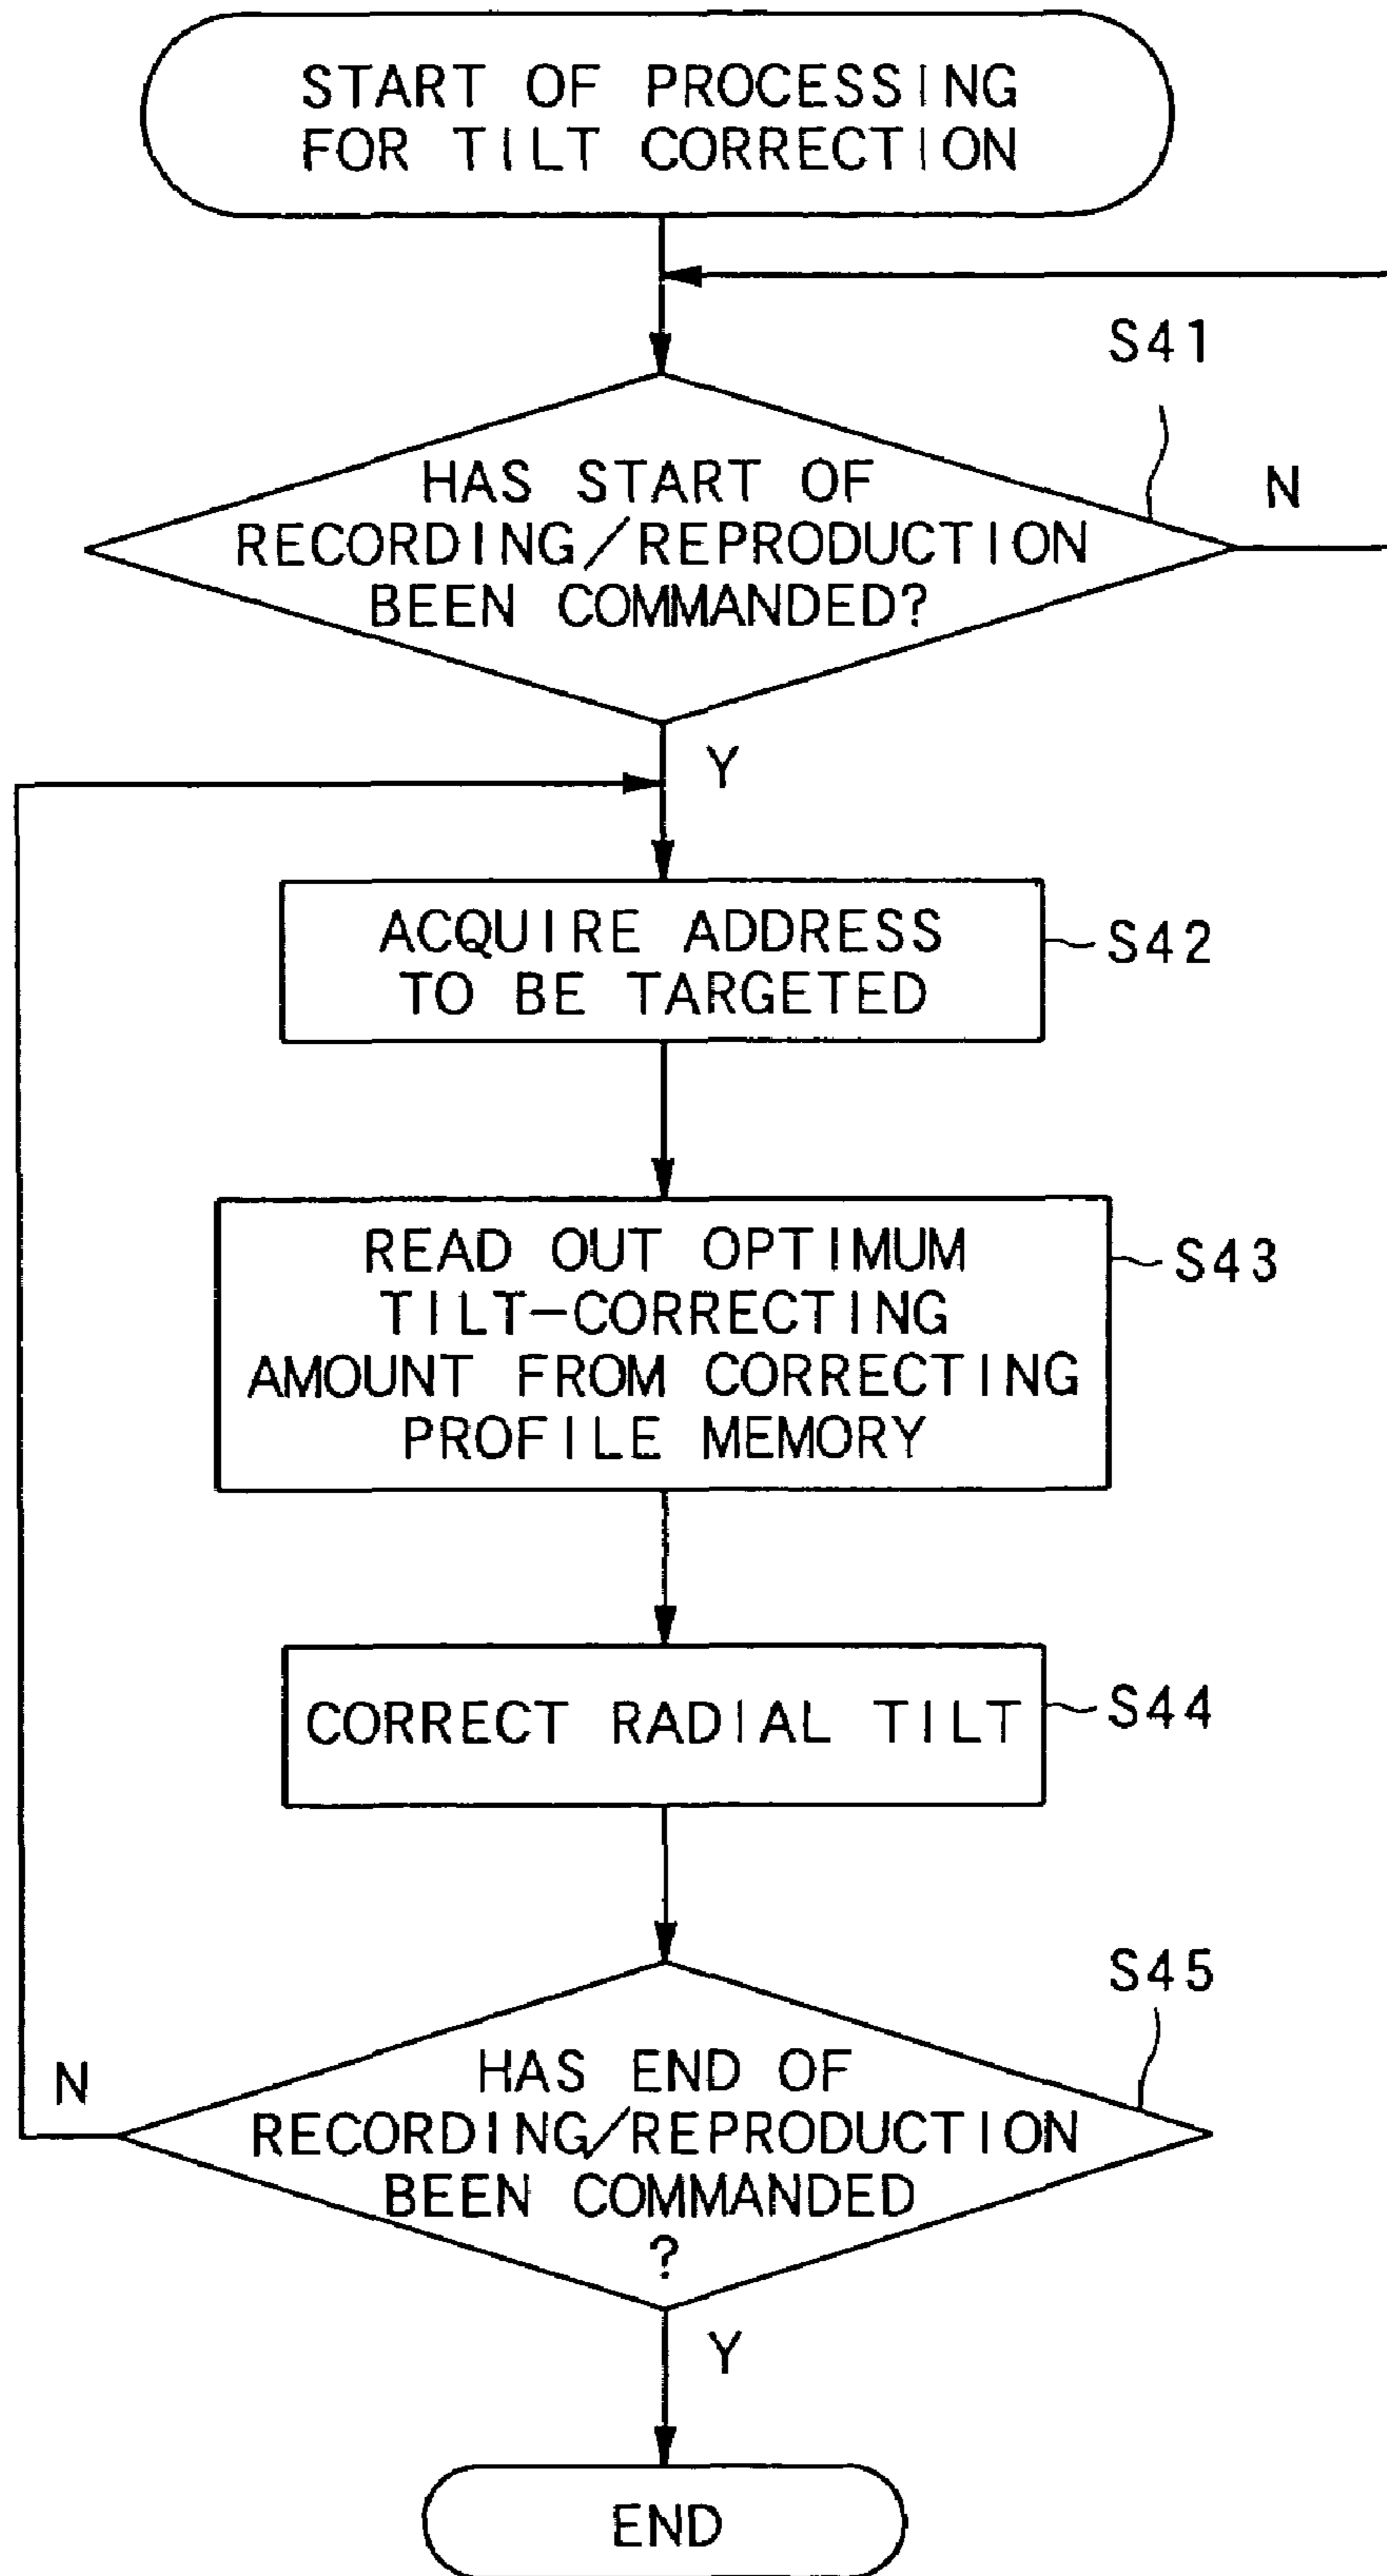 START OF PROCESSING
FOR TILT CORRECTION
S41
HAS START OF
RECORDING/REPRODUCTION
BEEN COMMANDED?
N
Y
ACQUIRE ADDRESS
TO BE TARGETED
S42
READ OUT OPTIMUM
TILT-CORRECTING
AMOUNT FROM CORRECTING
PROFILE MEMORY
S43
CORRECT RADIAL TILT
S44
S45
HAS END OF
RECORDING/REPRODUCTION
BEEN COMMANDED
?
N
Y
END